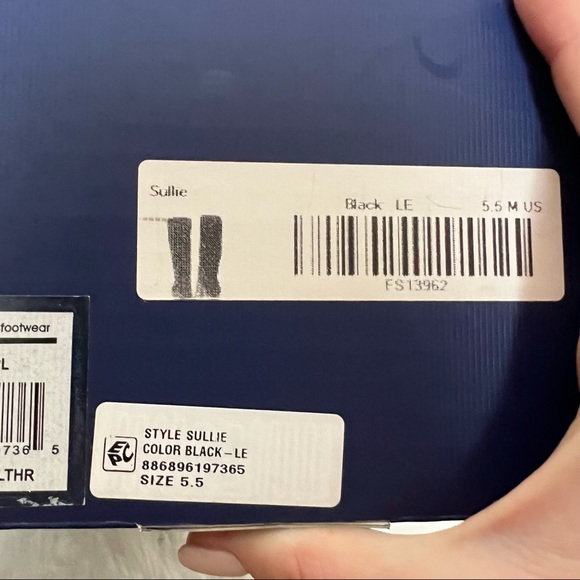 Sullie
Black LE 5.5 M US
FS13962
footwear
L
736 5
LTHR
EPC
STYLE SULLIE
COLOR BLACK-LE
886896197365
SIZE 5.5